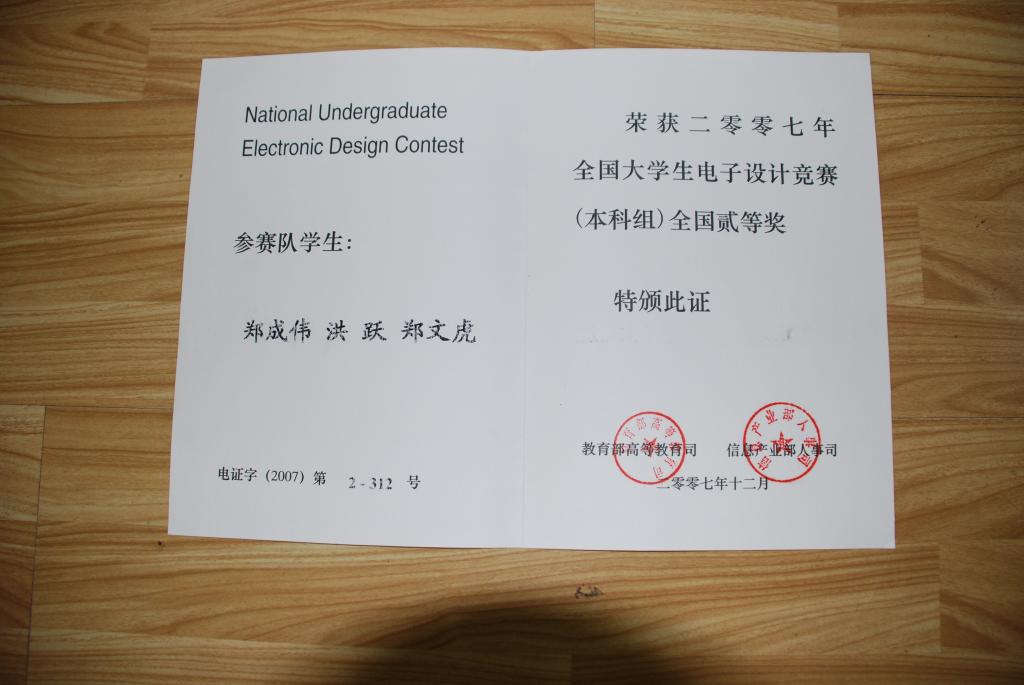 National Undergraduate
Electronic Design Contest
参赛队学生：
郑成伟 洪 跃 郑文虎
电证字（2007）第 2-312 号
荣获二零零七年
全国大学生电子设计竞赛
（本科组）全国贰等奖
特颁此证
教育部高等教育司 信息产业部人事司
二零零七年十二月